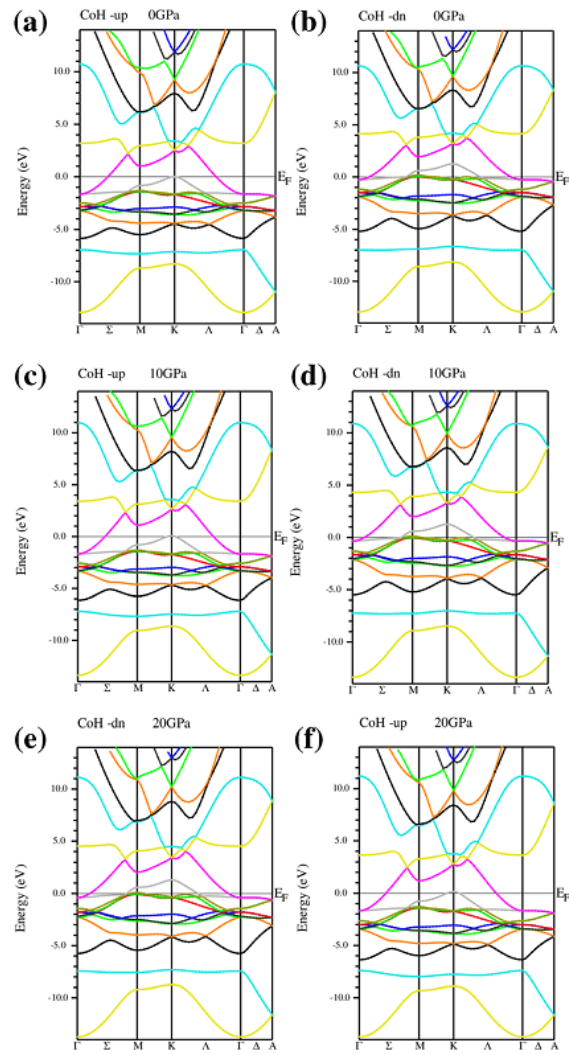 (a) CoH -up 0GPa
10.0
5.0
0.0
-5.0
-10.0
Energy (eV)
E_F
Γ Σ M K Λ Γ Δ A
(b) CoH -dn 0GPa
10.0
5.0
0.0
-5.0
-10.0
Energy (eV)
E_F
Γ Σ M K Λ Γ Δ A
(c) CoH -up 10GPa
10.0
5.0
0.0
-5.0
-10.0
Energy (eV)
E_F
Γ Σ M K Λ Γ Δ A
(d) CoH -dn 10GPa
10.0
5.0
0.0
-5.0
-10.0
Energy (eV)
E_F
Γ Σ M K Λ Γ Δ A
(e) CoH -dn 20GPa
10.0
5.0
0.0
-5.0
-10.0
Energy (eV)
E_F
Γ Σ M K Λ Γ Δ A
(f) CoH -up 20GPa
10.0
5.0
0.0
-5.0
-10.0
Energy (eV)
E_F
Γ Σ M K Λ Γ Δ A